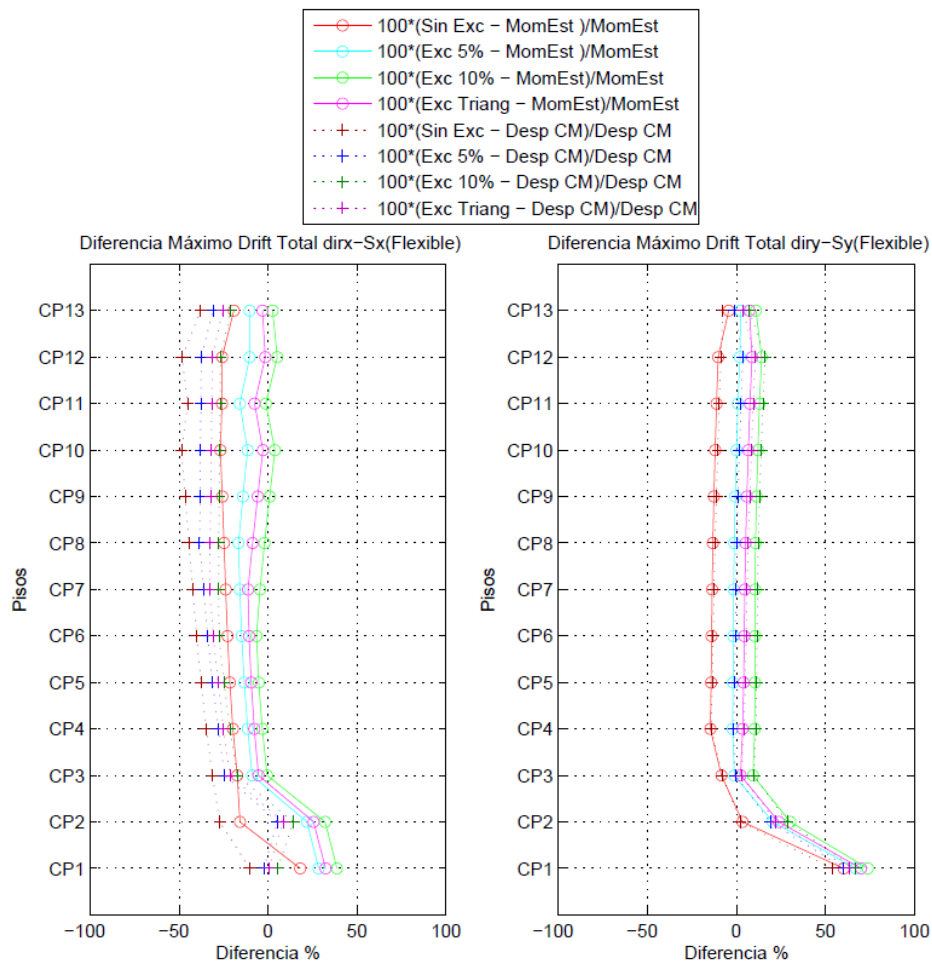 100*(Sin Exc − MomEst )/MomEst
100*(Exc 5% − MomEst )/MomEst
100*(Exc 10% − MomEst)/MomEst
100*(Exc Triang − MomEst)/MomEst
100*(Sin Exc − Desp CM)/Desp CM
100*(Exc 5% − Desp CM)/Desp CM
100*(Exc 10% − Desp CM)/Desp CM
100*(Exc Triang − Desp CM)/Desp CM
Diferencia Máximo Drift Total dirx−Sx(Flexible)
CP13
CP12
CP11
CP10
CP9
CP8
CP7
CP6
CP5
CP4
CP3
CP2
CP1
Pisos
−100 −50 0 50 100
Diferencia %
Diferencia Máximo Drift Total diry−Sy(Flexible)
CP13
CP12
CP11
CP10
CP9
CP8
CP7
CP6
CP5
CP4
CP3
CP2
CP1
Pisos
−100 −50 0 50 100
Diferencia %